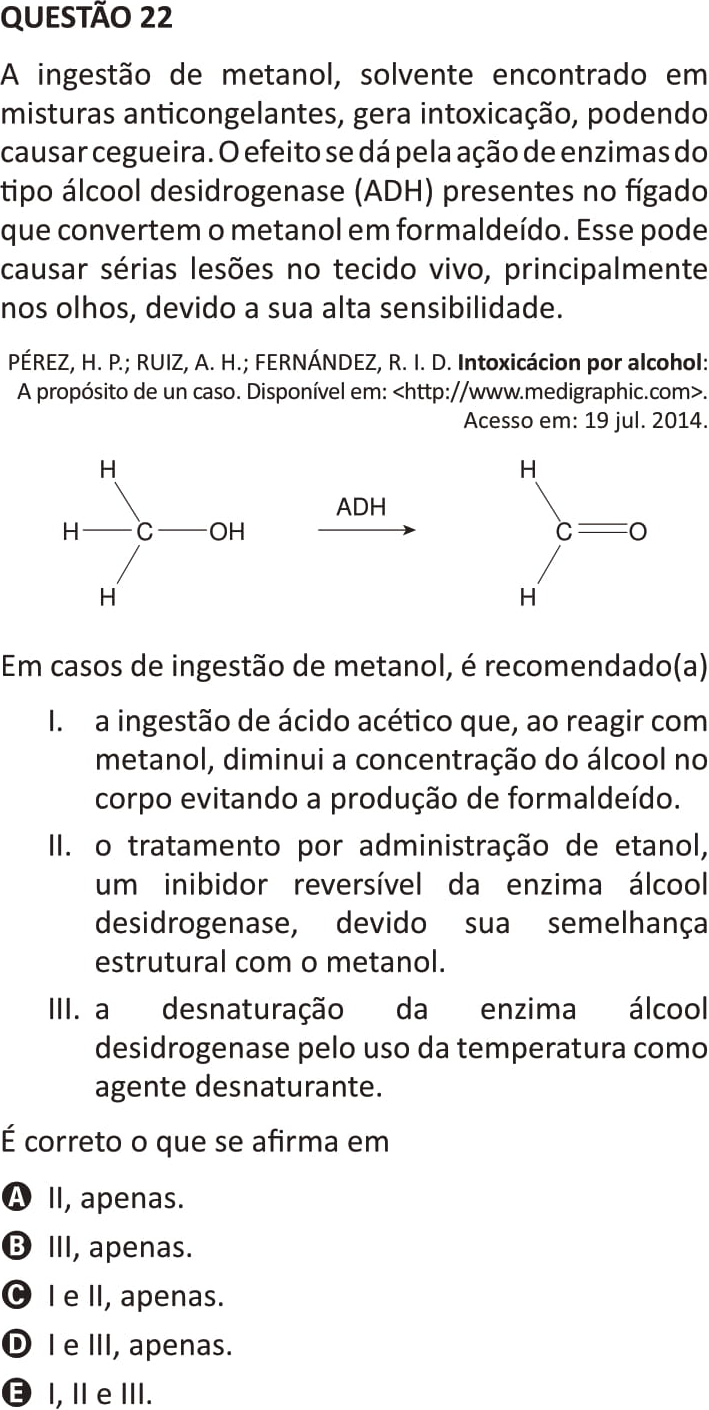 QUESTÃO 22
A ingestão de metanol, solvente encontrado em
misturas anticongelantes, gera intoxicação, podendo
causar cegueira. O efeito se dá pela ação de enzimas do
tipo álcool desidrogenase (ADH) presentes no fígado
que convertem o metanol em formaldeído. Esse pode
causar sérias lesões no tecido vivo, principalmente
nos olhos, devido a sua alta sensibilidade.
PÉREZ, H. P.; RUIZ, A. H.; FERNÁNDEZ, R. I. D. Intoxicácion por alcohol:
A propósito de un caso. Disponível em: <http://www.medigraphic.com>.
Acesso em: 19 jul. 2014.
H H
ADH
H C OH C O
H H
Em casos de ingestão de metanol, é recomendado(a)
I. a ingestão de ácido acético que, ao reagir com
metanol, diminui a concentração do álcool no
corpo evitando a produção de formaldeído.
II. o tratamento por administração de etanol,
um inibidor reversível da enzima álcool
desidrogenase, devido sua semelhança
estrutural com o metanol.
III. a desnaturação da enzima álcool
desidrogenase pelo uso da temperatura como
agente desnaturante.
É correto o que se afirma em
A II, apenas.
B III, apenas.
C I e II, apenas.
D I e III, apenas.
E I, II e III.